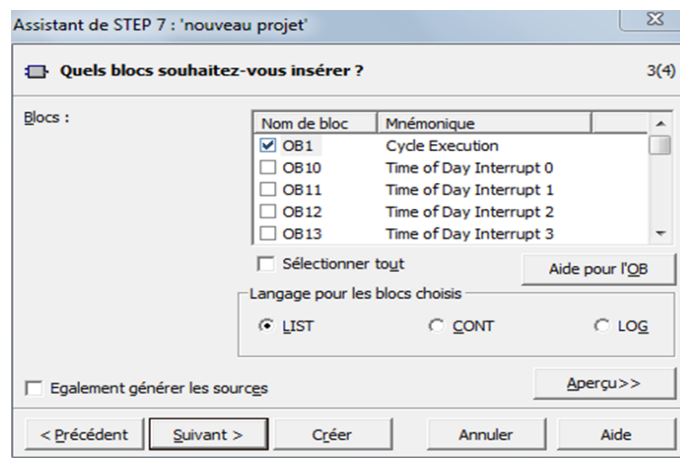 Assistant de STEP 7 : 'nouveau projet'
Quels blocs souhaitez-vous insérer ? 3(4)
Blocs :
Nom de bloc Mnémonique
OB1 Cycle Execution
OB10 Time of Day Interrupt 0
OB11 Time of Day Interrupt 1
OB12 Time of Day Interrupt 2
OB13 Time of Day Interrupt 3
Sélectionner tout Aide pour l'OB
Langage pour les blocs choisis
LIST CONT LOG
Egalement générer les sources Aperçu>>
< Précédent Suivant > Créer Annuler Aide